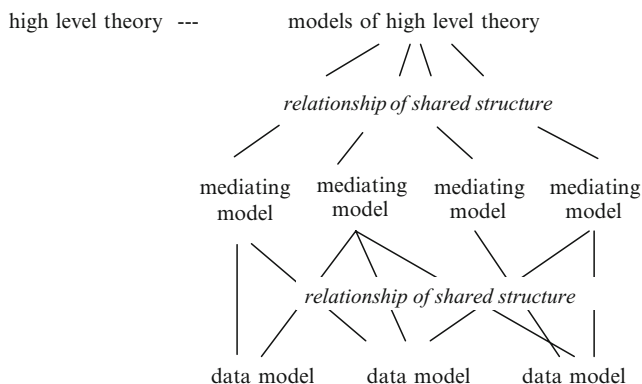 high level theory --- models of high level theory
relationship of shared structure
mediating model mediating model mediating model mediating model
relationship of shared structure
data model data model data model